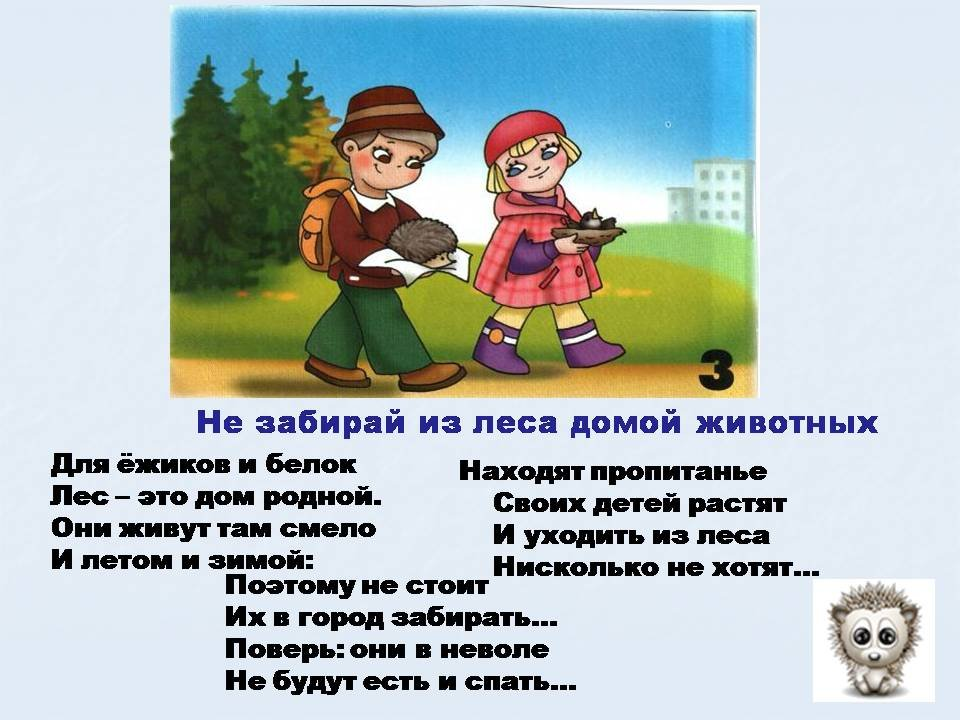 3
Не забирай из леса домой животных
Для ёжиков и белок
Лес – это дом родной.
Они живут там смело
И летом и зимой:
Находят пропитанье
Своих детей растят
И уходить из леса
Нисколько не хотят...
Поэтому не стоит
Их в город забирать...
Поверь: они в неволе
Не будут есть и спать...